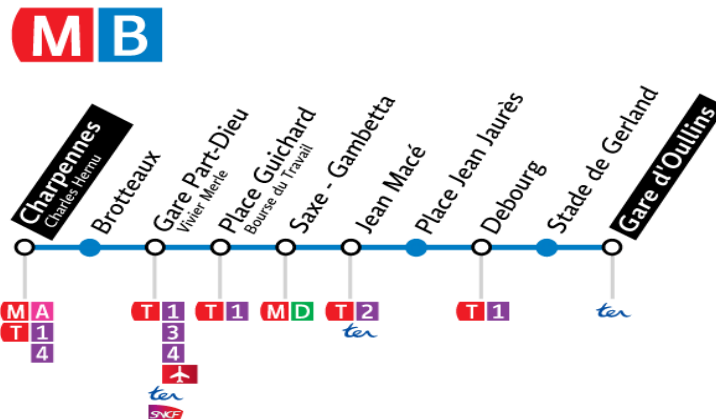 M B
Charpennes
Charles Hernu
Brotteaux
Gare Part-Dieu
Vivier Merle
Place Guichard
Bourse du Travail
Saxe - Gambetta
Jean Macé
Place Jean Jaurès
Debourg
Stade de Gerland
Gare d'Oullins
M A
T 1
4
T 1
3
4
ter
SNCF
T 1
M D
T 2
ter
T 1
ter